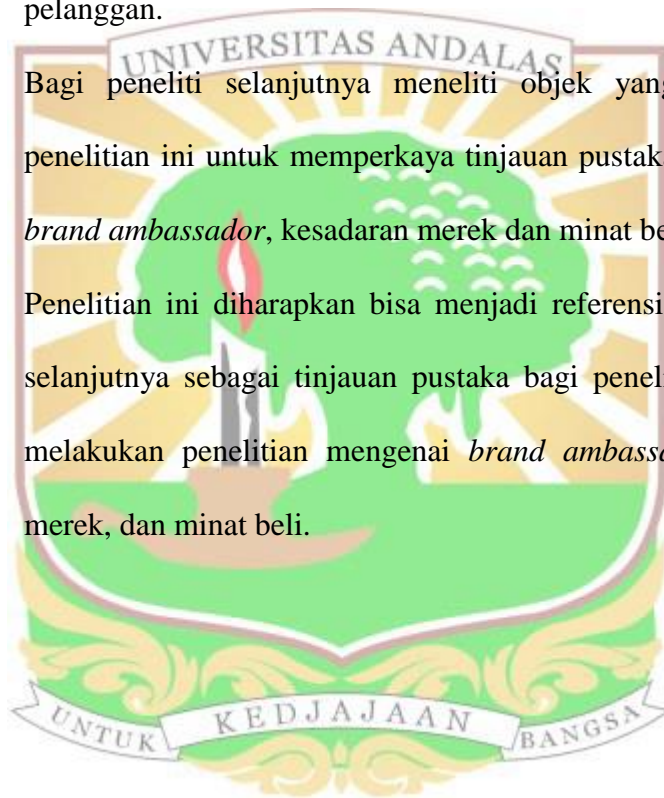 pelanggan.
UNIVERSITAS ANDALAS
Bagi peneliti selanjutnya meneliti objek yang
penelitian ini untuk memperkaya tinjauan pustaka
brand ambassador, kesadaran merek dan minat be
Penelitian ini diharapkan bisa menjadi referensi
selanjutnya sebagai tinjauan pustaka bagi penel
melakukan penelitian mengenai brand ambass
merek, dan minat beli.
UNTUK KEDJAJAAN BANGSA